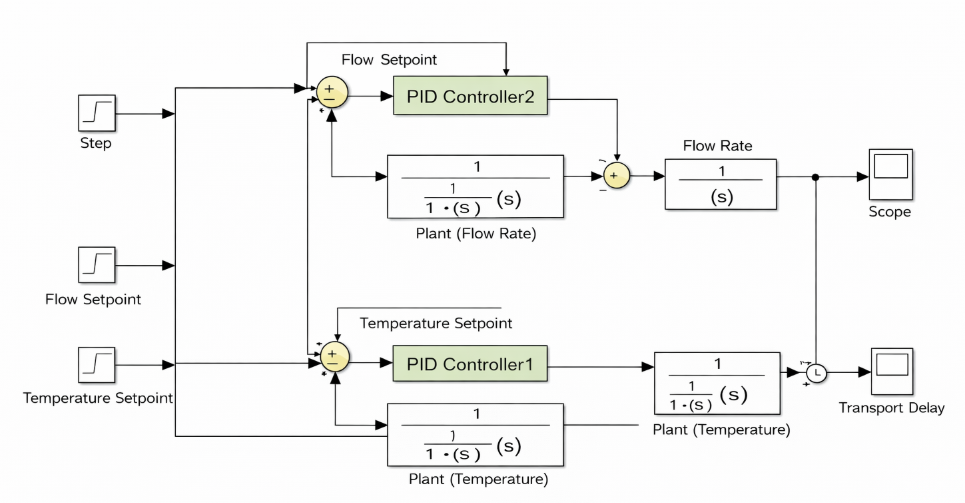 Flow Setpoint
+
−
PID Controller2
Step
Flow Rate
1
1
1 · (s) (s)
+
−
1
(s)
Scope
Plant (Flow Rate)
Flow Setpoint
Temperature Setpoint
+
−
PID Controller1
1
1
1·(s) (s)
Temperature Setpoint
Transport Delay
1
1 · (s) (s)
Plant (Temperature)
Plant (Temperature)